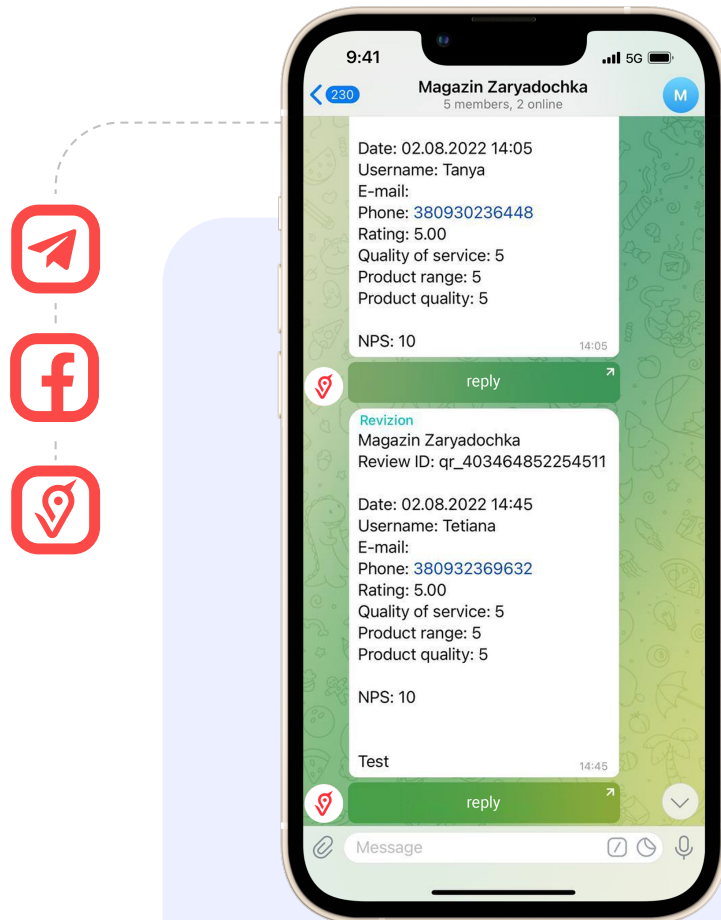 9:41
5G
230
Magazin Zaryadochka
5 members, 2 online
M
Date: 02.08.2022 14:05
Username: Tanya
E-mail:
Phone: 380930236448
Rating: 5.00
Quality of service: 5
Product range: 5
Product quality: 5
NPS: 10
14:05
reply
Revizion
Magazin Zaryadochka
Review ID: qr_403464852254511
Date: 02.08.2022 14:45
Username: Tetiana
E-mail:
Phone: 380932369632
Rating: 5.00
Quality of service: 5
Product range: 5
Product quality: 5
NPS: 10
Test
14:45
reply
Message